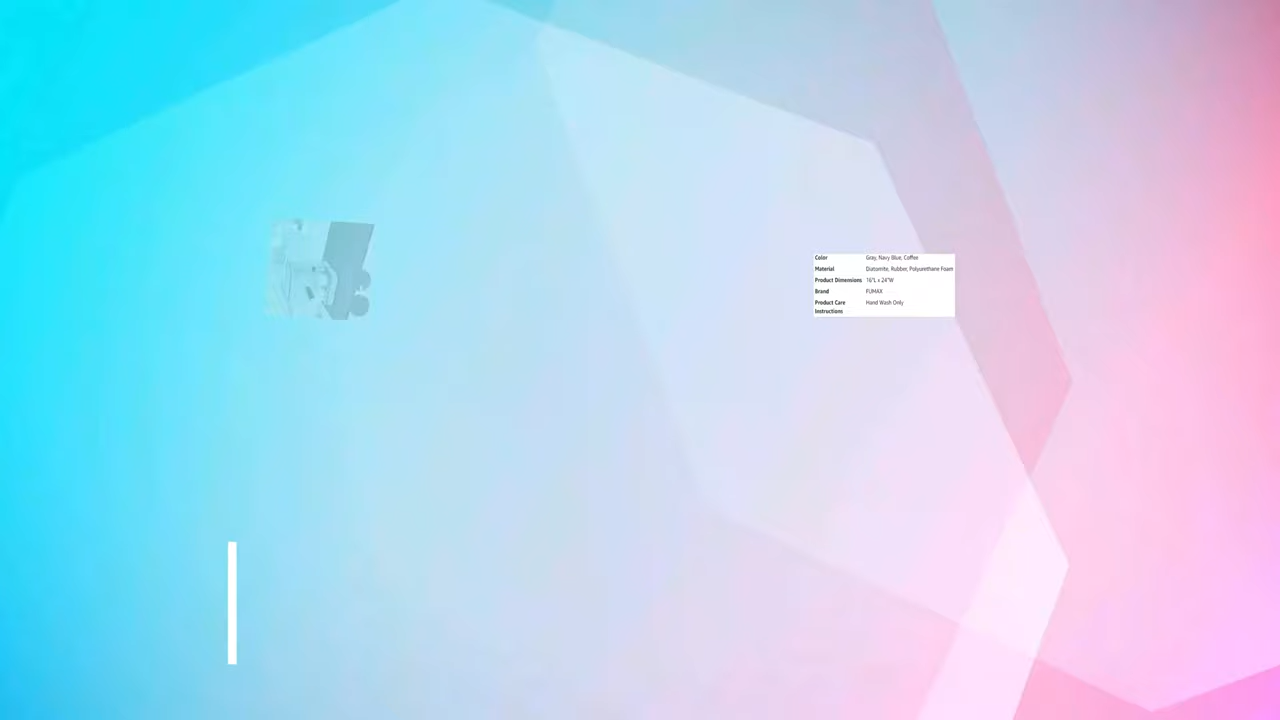 Color Gray, Navy Blue, Coffee
Material Diatomite, Rubber, Polyurethane Foam
Product Dimensions 16"L x 24"W
Brand FUMAX
Product Care Hand Wash Only
Instructions